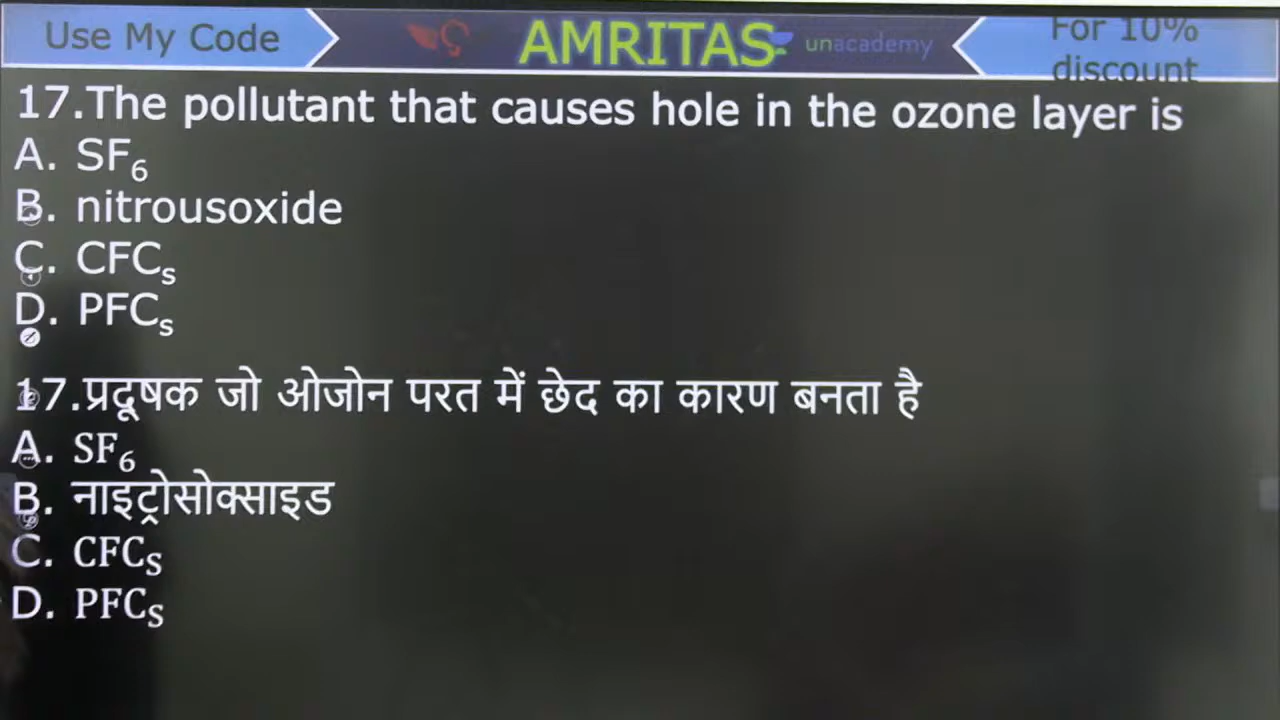 Use My Code
AMRITAS
unacademy
For 10%
discount
17.The pollutant that causes hole in the ozone layer is
A. SF₆
B. nitrousoxide
C. CFCₛ
D. PFCₛ
17.प्रदूषक जो ओजोन परत में छेद का कारण बनता है
A. SF₆
B. नाइट्रोसोक्साइड
C. CFCₛ
D. PFCₛ